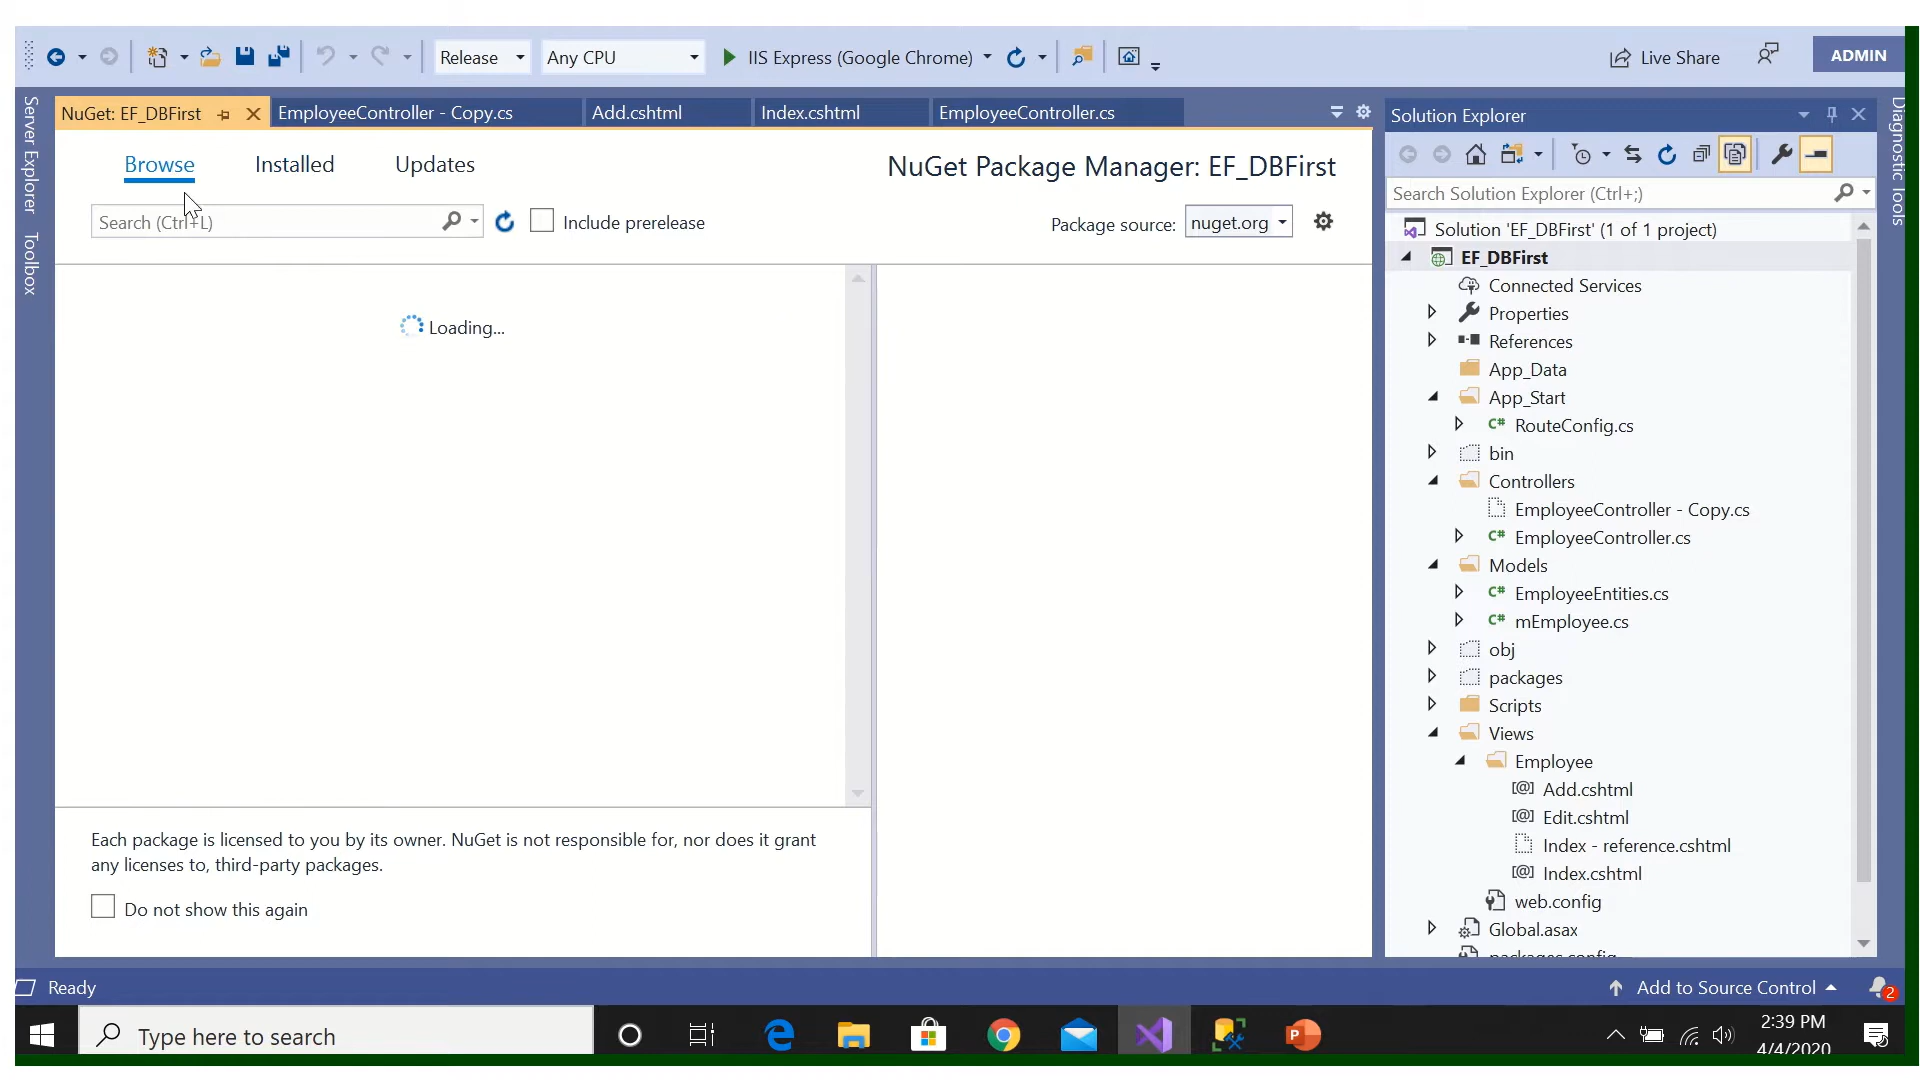 Release
Any CPU
IIS Express (Google Chrome)
Live Share
ADMIN
Server Explorer
Toolbox
NuGet: EF_DBFirst
EmployeeController - Copy.cs
Add.cshtml
Index.cshtml
EmployeeController.cs
Browse
Installed
Updates
NuGet Package Manager: EF_DBFirst
Search (Ctrl+L)
Include prerelease
Package source:
nuget.org
Loading...
Each package is licensed to you by its owner. NuGet is not responsible for, nor does it grant
any licenses to, third-party packages.
Do not show this again
Solution Explorer
Search Solution Explorer (Ctrl+;)
Solution 'EF_DBFirst' (1 of 1 project)
EF_DBFirst
Connected Services
Properties
References
App_Data
App_Start
C# RouteConfig.cs
bin
Controllers
EmployeeController - Copy.cs
C# EmployeeController.cs
Models
C# EmployeeEntities.cs
C# mEmployee.cs
obj
packages
Scripts
Views
Employee
[@] Add.cshtml
[@] Edit.cshtml
Index - reference.cshtml
[@] Index.cshtml
web.config
Global.asax
packages.config
Diagnostic Tools
Ready
Add to Source Control
2
Type here to search
2:39 PM
4/4/2020